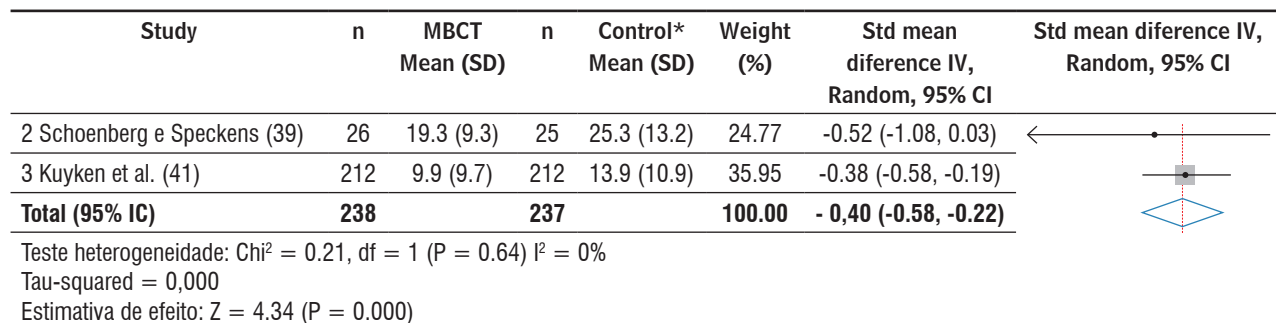 Study n MBCT n Control* Weight Std mean Std mean diference IV,
Mean (SD) Mean (SD) (%) diference IV, Random, 95% CI
Random, 95% CI
2 Schoenberg e Speckens (39) 26 19.3 (9.3) 25 25.3 (13.2) 24.77 -0.52 (-1.08, 0.03)
3 Kuyken et al. (41) 212 9.9 (9.7) 212 13.9 (10.9) 35.95 -0.38 (-0.58, -0.19)
Total (95% IC) 238 237 100.00 - 0,40 (-0.58, -0.22)
Teste heterogeneidade: Chi² = 0.21, df = 1 (P = 0.64) I² = 0%
Tau-squared = 0,000
Estimativa de efeito: Z = 4.34 (P = 0.000)